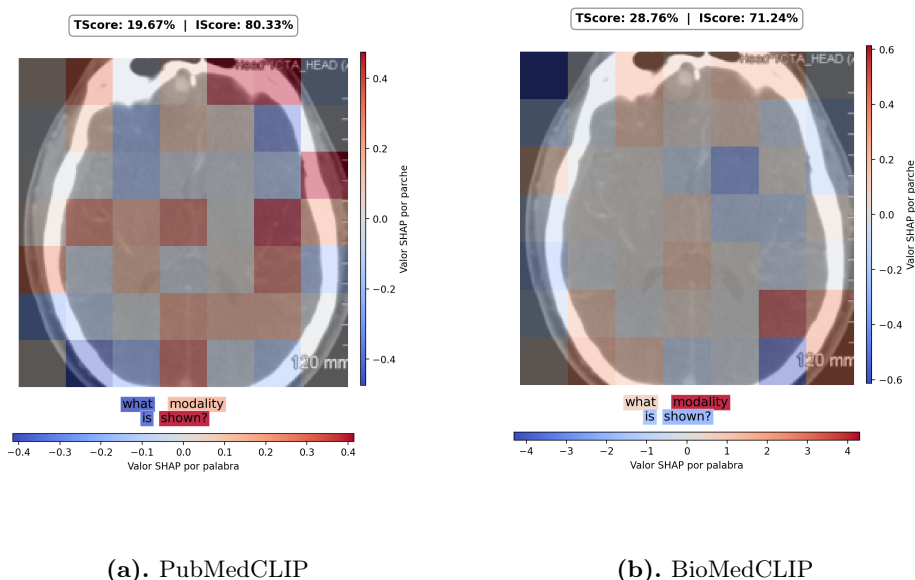 TScore: 19.67% | IScore: 80.33%
TScore: 28.76% | IScore: 71.24%
CTA_HEAD (A
0.4
0.2
0.0
−0.2
−0.4
Valor SHAP por parche
120 mm
what modality
is shown?
−0.4 −0.3 −0.2 −0.1 0.0 0.1 0.2 0.3 0.4
Valor SHAP por palabra
(a). PubMedCLIP
CTA_HEAD (A
0.6
0.4
0.2
0.0
−0.2
−0.4
−0.6
Valor SHAP por parche
120 mm
what modality
is shown?
−4 −3 −2 −1 0 1 2 3 4
Valor SHAP por palabra
(b). BioMedCLIP